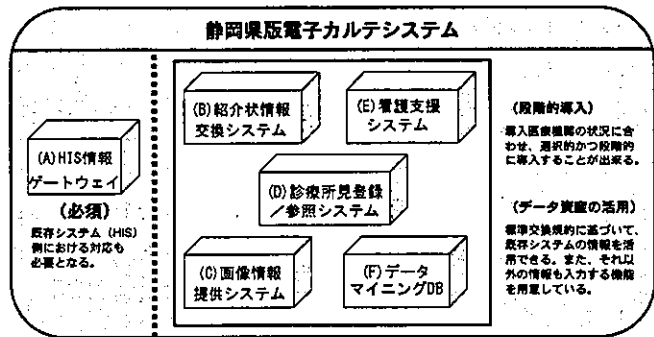 静岡県版電子カルテシステム
(A)HIS情報
ゲートウェイ
(必須)
既存システム (HIS)
側における対応も
必要となる。
(B)紹介状情報
交換システム
(E)看護支援
システム
(D)診療所見登録
/参照システム
(C)画像情報
提供システム
(F)データ
マイニングDB
(段階的導入)
導入医療機関の状況に合
わせ、選択的かつ段階的
に導入することが出来る。
(データ資産の活用)
標準交換規約に基づいて、
既存システムの情報を活
用できる。また、それ以
外の情報も入力する機能
を用意している。